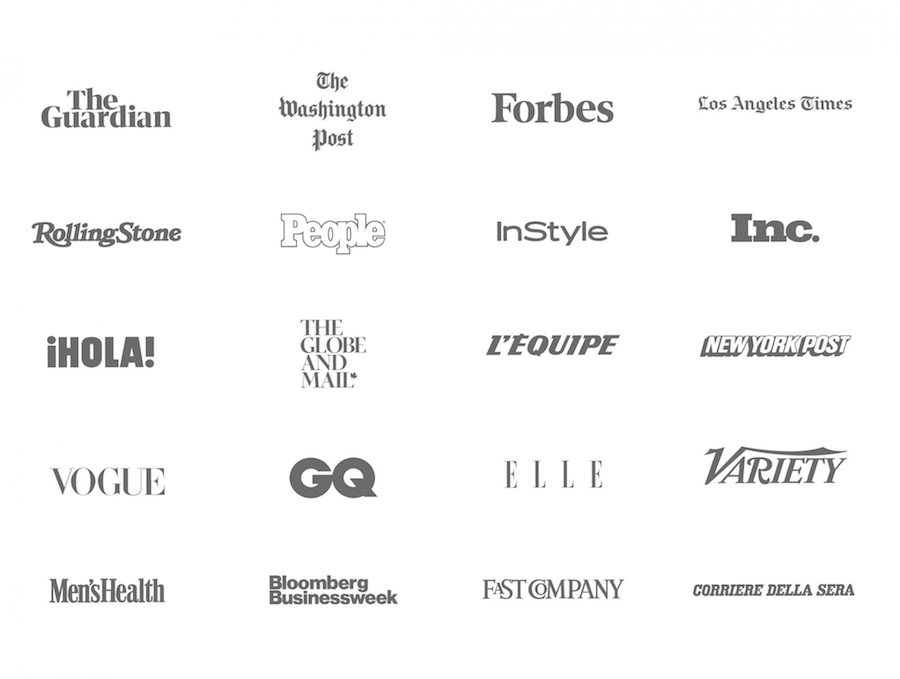 The
Guardian
The
Washington
Post
Forbes
Los Angeles Times
RollingStone
People
InStyle
Inc.
¡HOLA!
THE
GLOBE
AND
MAIL
L'ÉQUIPE
NEW YORK POST
VOGUE
GQ
ELLE
VARIETY
Men'sHealth
Bloomberg
Businessweek
FAST COMPANY
CORRIERE DELLA SERA